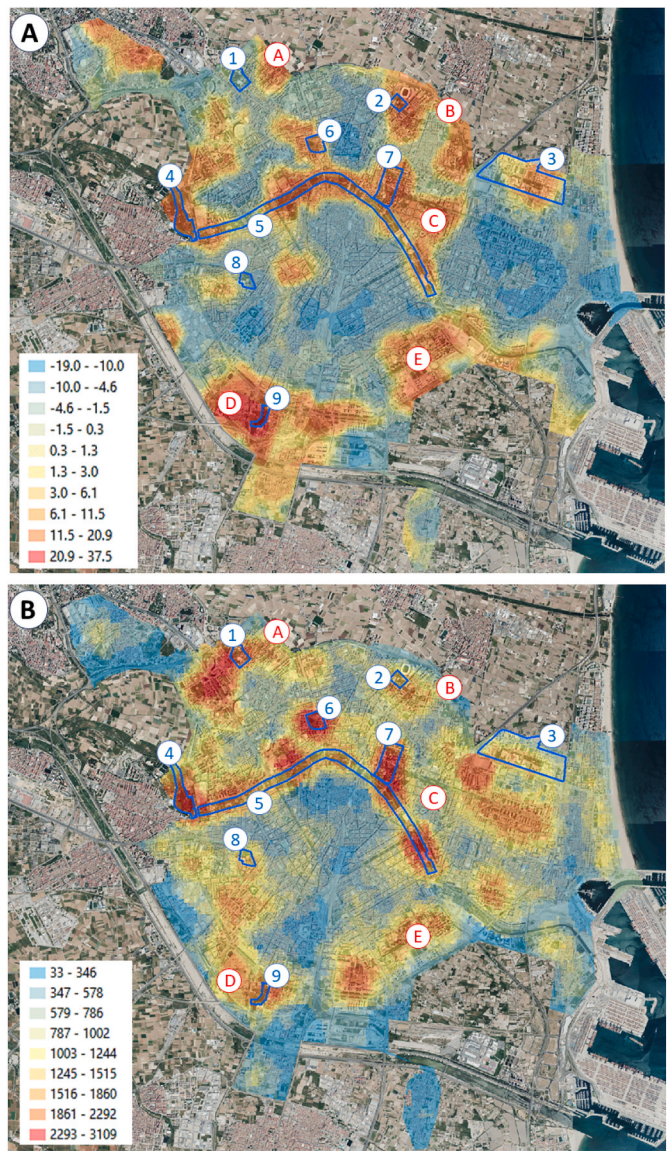 A
1
A
2
B
6
7
3
4
C
5
8
E
D
9
-19.0 - -10.0
-10.0 - -4.6
-4.6 - -1.5
-1.5 - 0.3
0.3 - 1.3
1.3 - 3.0
3.0 - 6.1
6.1 - 11.5
11.5 - 20.9
20.9 - 37.5
B
1
A
2
B
6
3
7
4
C
5
8
E
D
9
33 - 346
347 - 578
579 - 786
787 - 1002
1003 - 1244
1245 - 1515
1516 - 1860
1861 - 2292
2293 - 3109